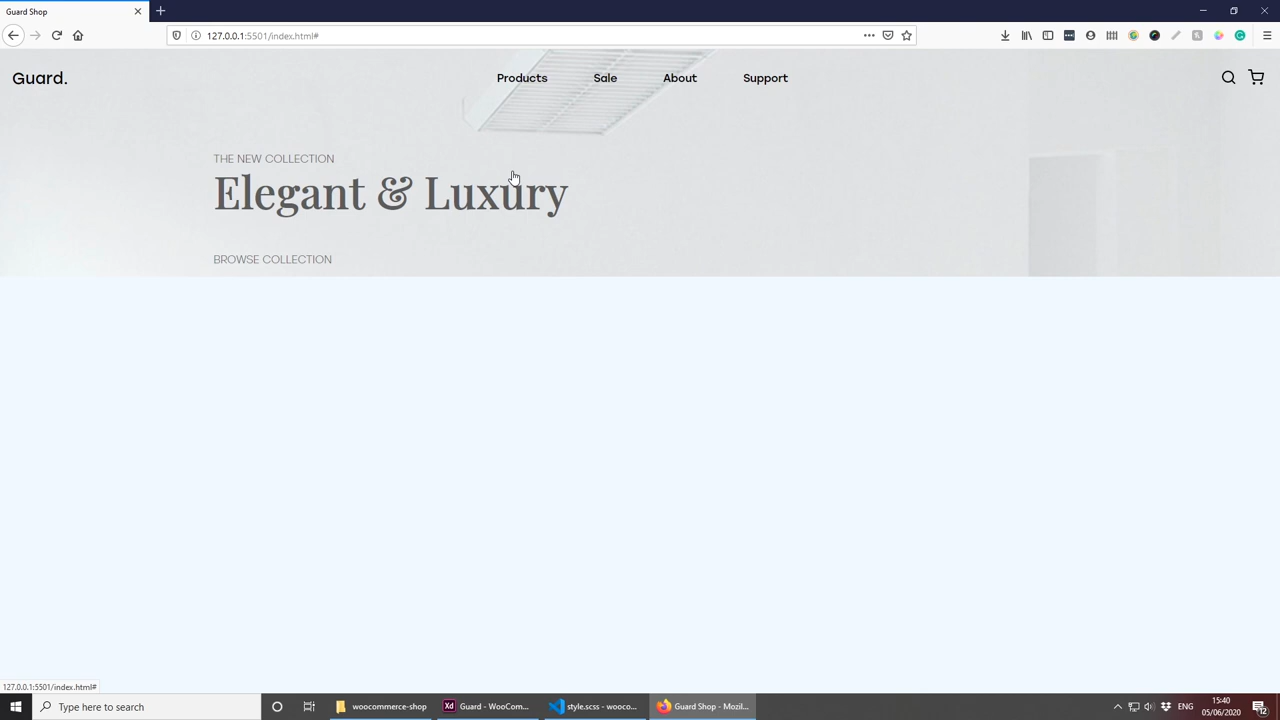 Guard Shop
127.0.0.1:5501/index.html#
Guard.
Products
Sale
About
Support
THE NEW COLLECTION
Elegant & Luxury
BROWSE COLLECTION
127.0.0.1:5501/index.html#
Type here to search
woocommerce-shop
Guard - WooCom...
style.scss - wooco...
Guard Shop - Mozil...
ENG
15:40
05/06/2020
12